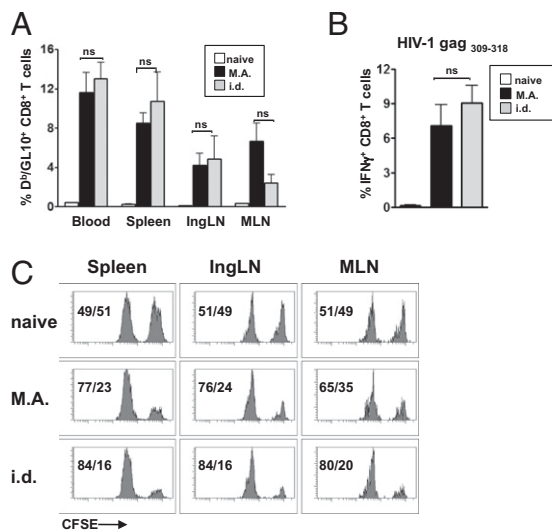 A
naive
M.A.
i.d.
ns
ns
ns
ns
% Dᵇ/GL10⁺ CD8⁺ T cells
16
12
8
4
0
Blood Spleen IngLN MLN
B
HIV-1 gag 309-318
naive
M.A.
i.d.
ns
% IFNγ⁺ CD8⁺ T cells
12
9
6
3
0
C
Spleen IngLN MLN
naive 49/51 51/49 51/49
M.A. 77/23 76/24 65/35
i.d. 84/16 84/16 80/20
CFSE→